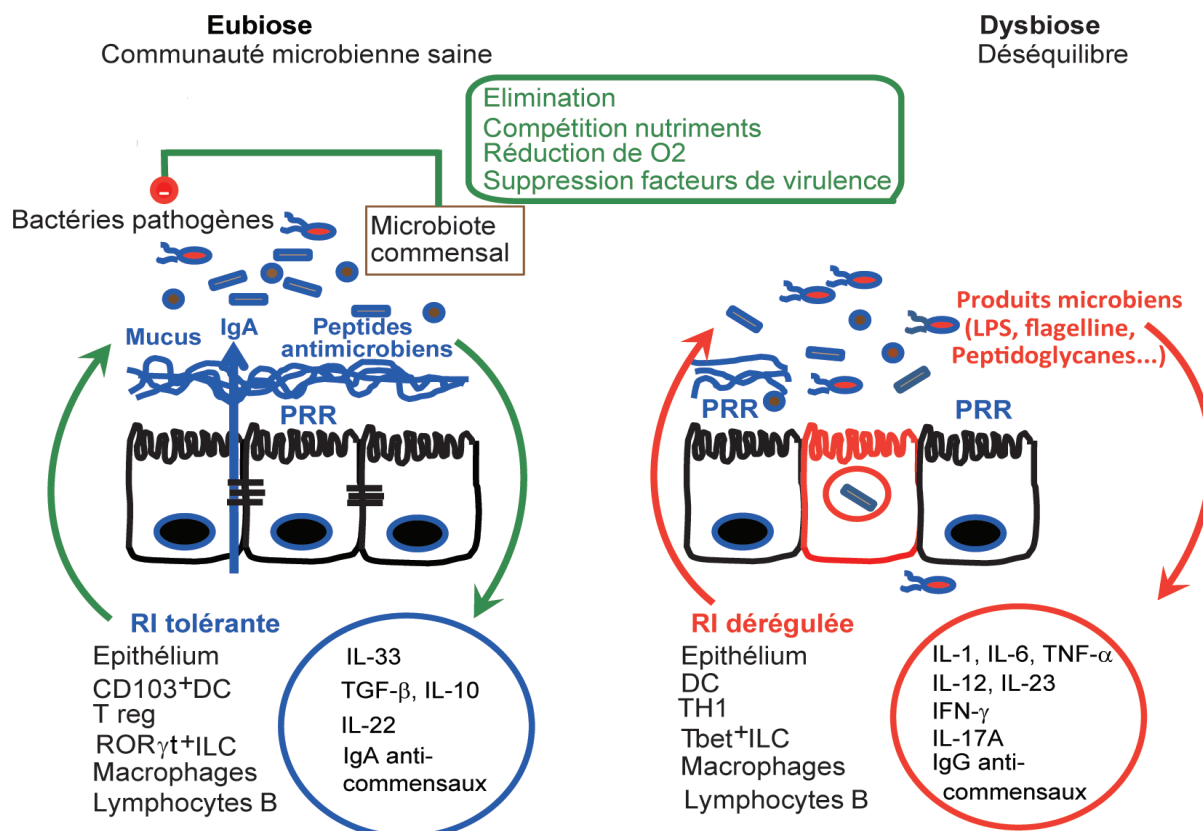 Eubiose
Communauté microbienne saine
Dysbiose
Déséquilibre
Elimination
Compétition nutriments
Réduction de O2
Suppression facteurs de virulence
-
Bactéries pathogènes
Microbiote
commensal
Mucus
IgA
Peptides
antimicrobiens
PRR
Produits microbiens
(LPS, flagelline,
Peptidoglycanes...)
PRR
PRR
RI tolérante
Epithélium
CD103+DC
T reg
RORγt+ILC
Macrophages
Lymphocytes B
IL-33
TGF-β, IL-10
IL-22
IgA anti-
commensaux
RI dérégulée
Epithélium
DC
TH1
Tbet+ILC
Macrophages
Lymphocytes B
IL-1, IL-6, TNF-α
IL-12, IL-23
IFN-γ
IL-17A
IgG anti-
commensaux